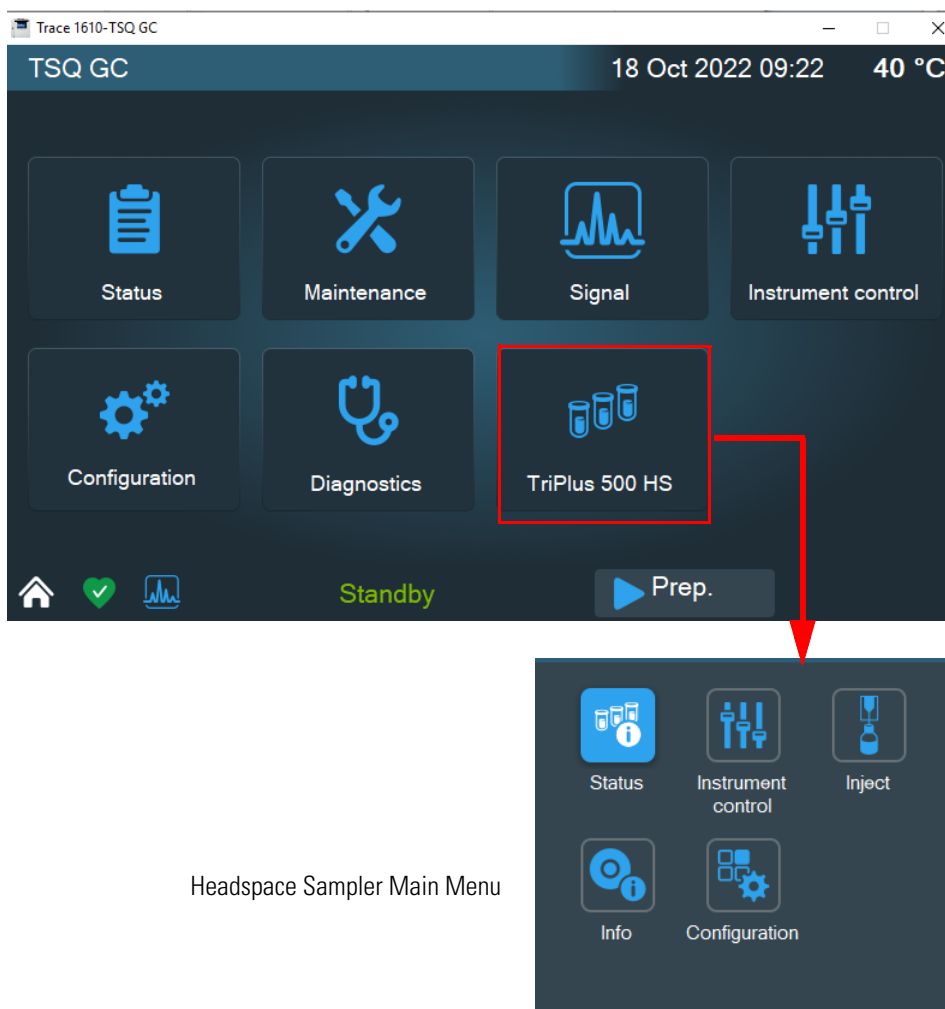 Trace 1610-TSQ GC
TSQ GC
18 Oct 2022 09:22
40 °C
Status
Maintenance
Signal
Instrument control
Configuration
Diagnostics
TriPlus 500 HS
Standby
Prep.
Headspace Sampler Main Menu
Status
Instrument
control
Inject
Info
Configuration